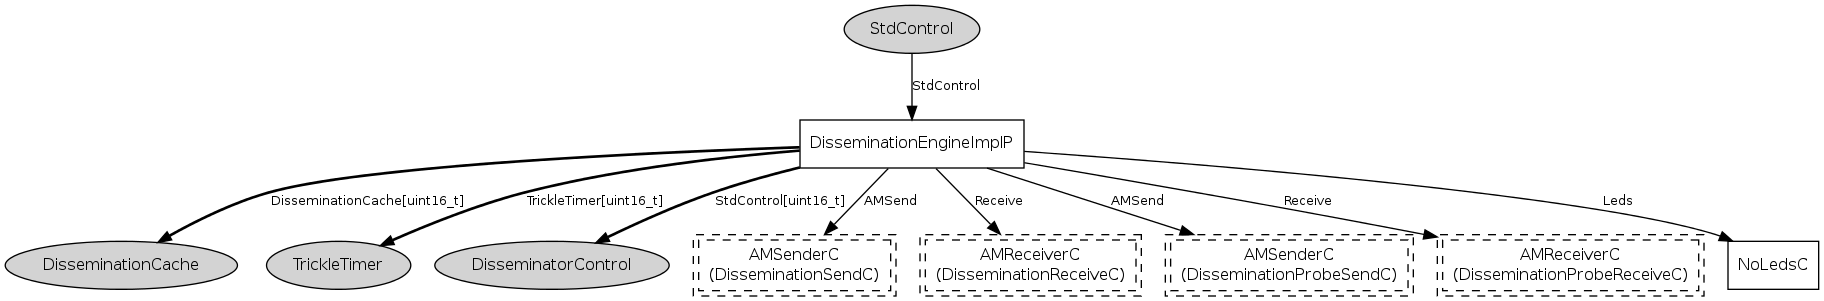 StdControl
StdControl
DisseminationEngineImplP
DisseminationCache[uint16_t]
TrickleTimer[uint16_t]
StdControl[uint16_t]
AMSend
Receive
AMSend
Receive
Leds
DisseminationCache
TrickleTimer
DisseminatorControl
AMSenderC
(DisseminationSendC)
AMReceiverC
(DisseminationReceiveC)
AMSenderC
(DisseminationProbeSendC)
AMReceiverC
(DisseminationProbeReceiveC)
NoLedsC